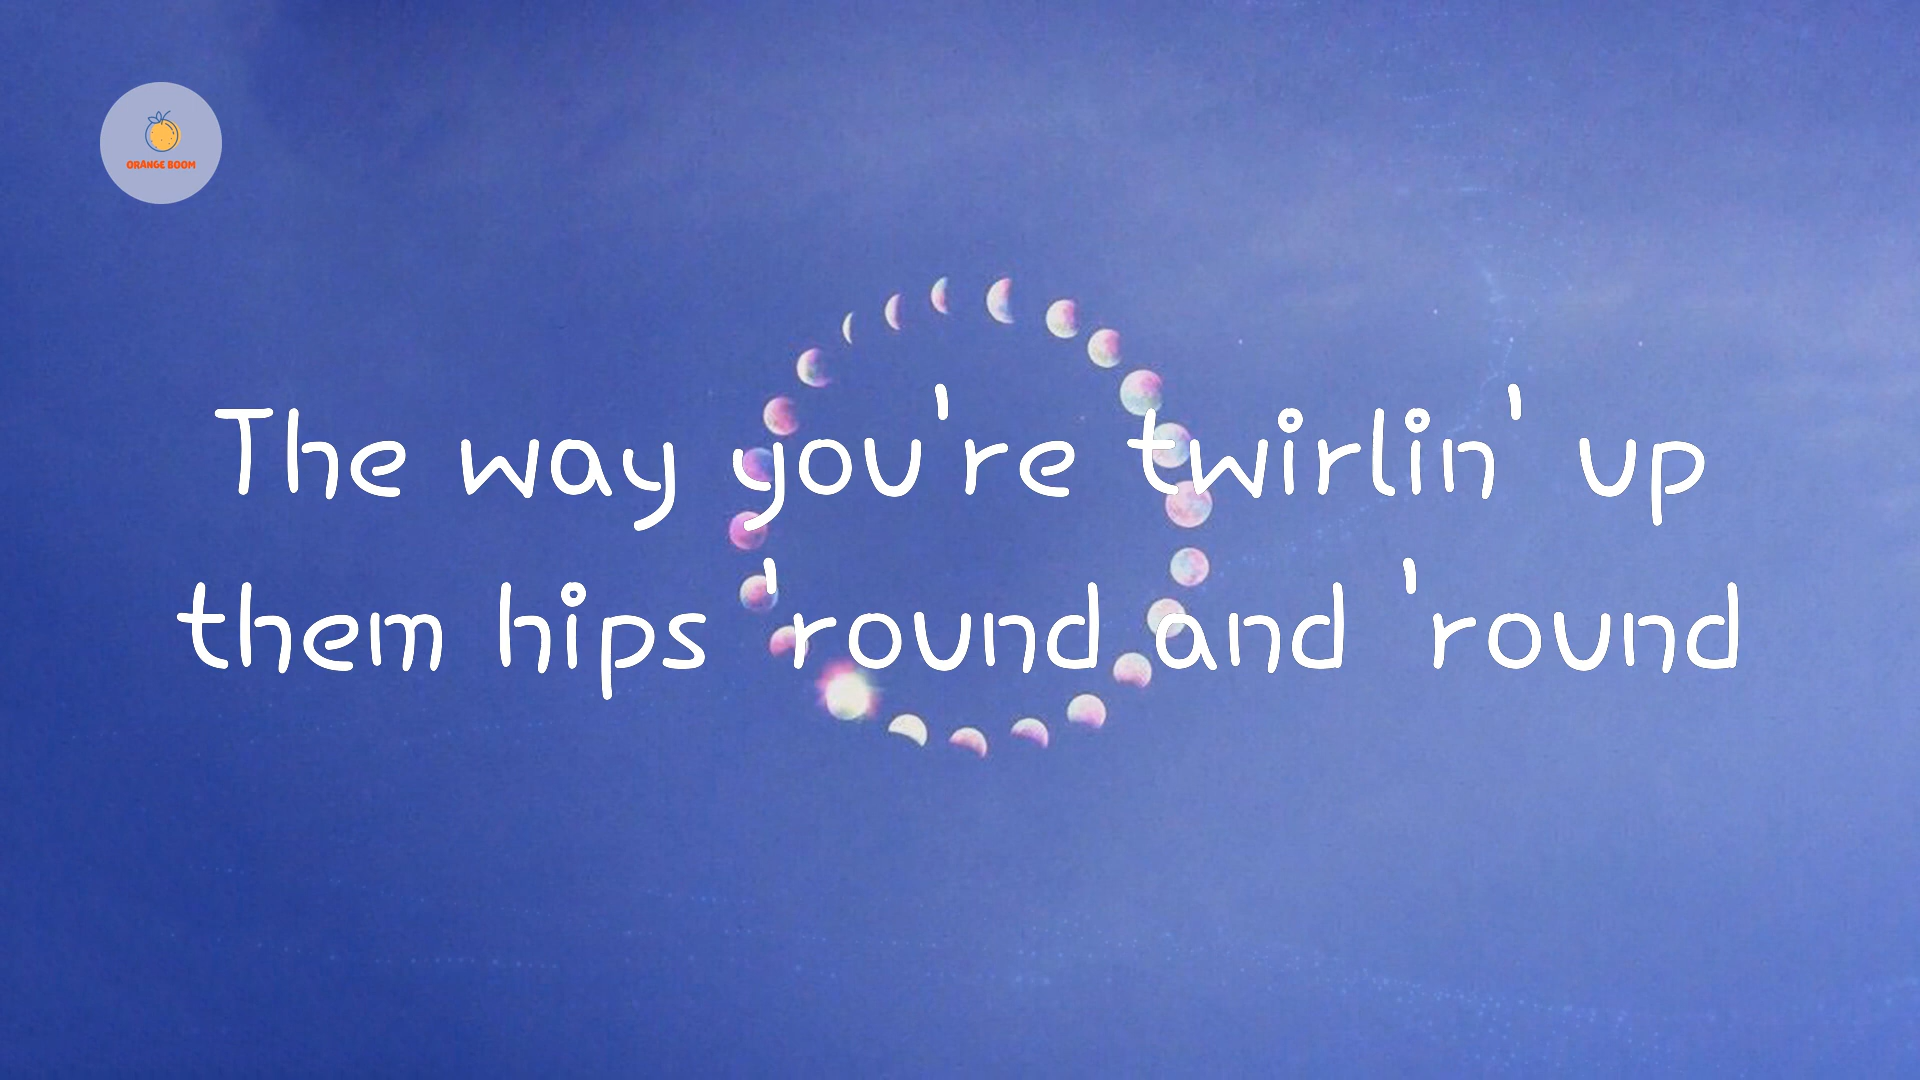 ORANGE BOOM
The way you're twirlin' up
them hips 'round and 'round